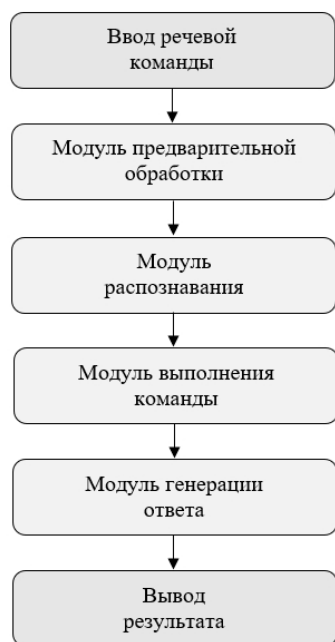 Ввод речевой
команды
Модуль предварительной
обработки
Модуль
распознавания
Модуль выполнения
команды
Модуль генерации
ответа
Вывод
результата